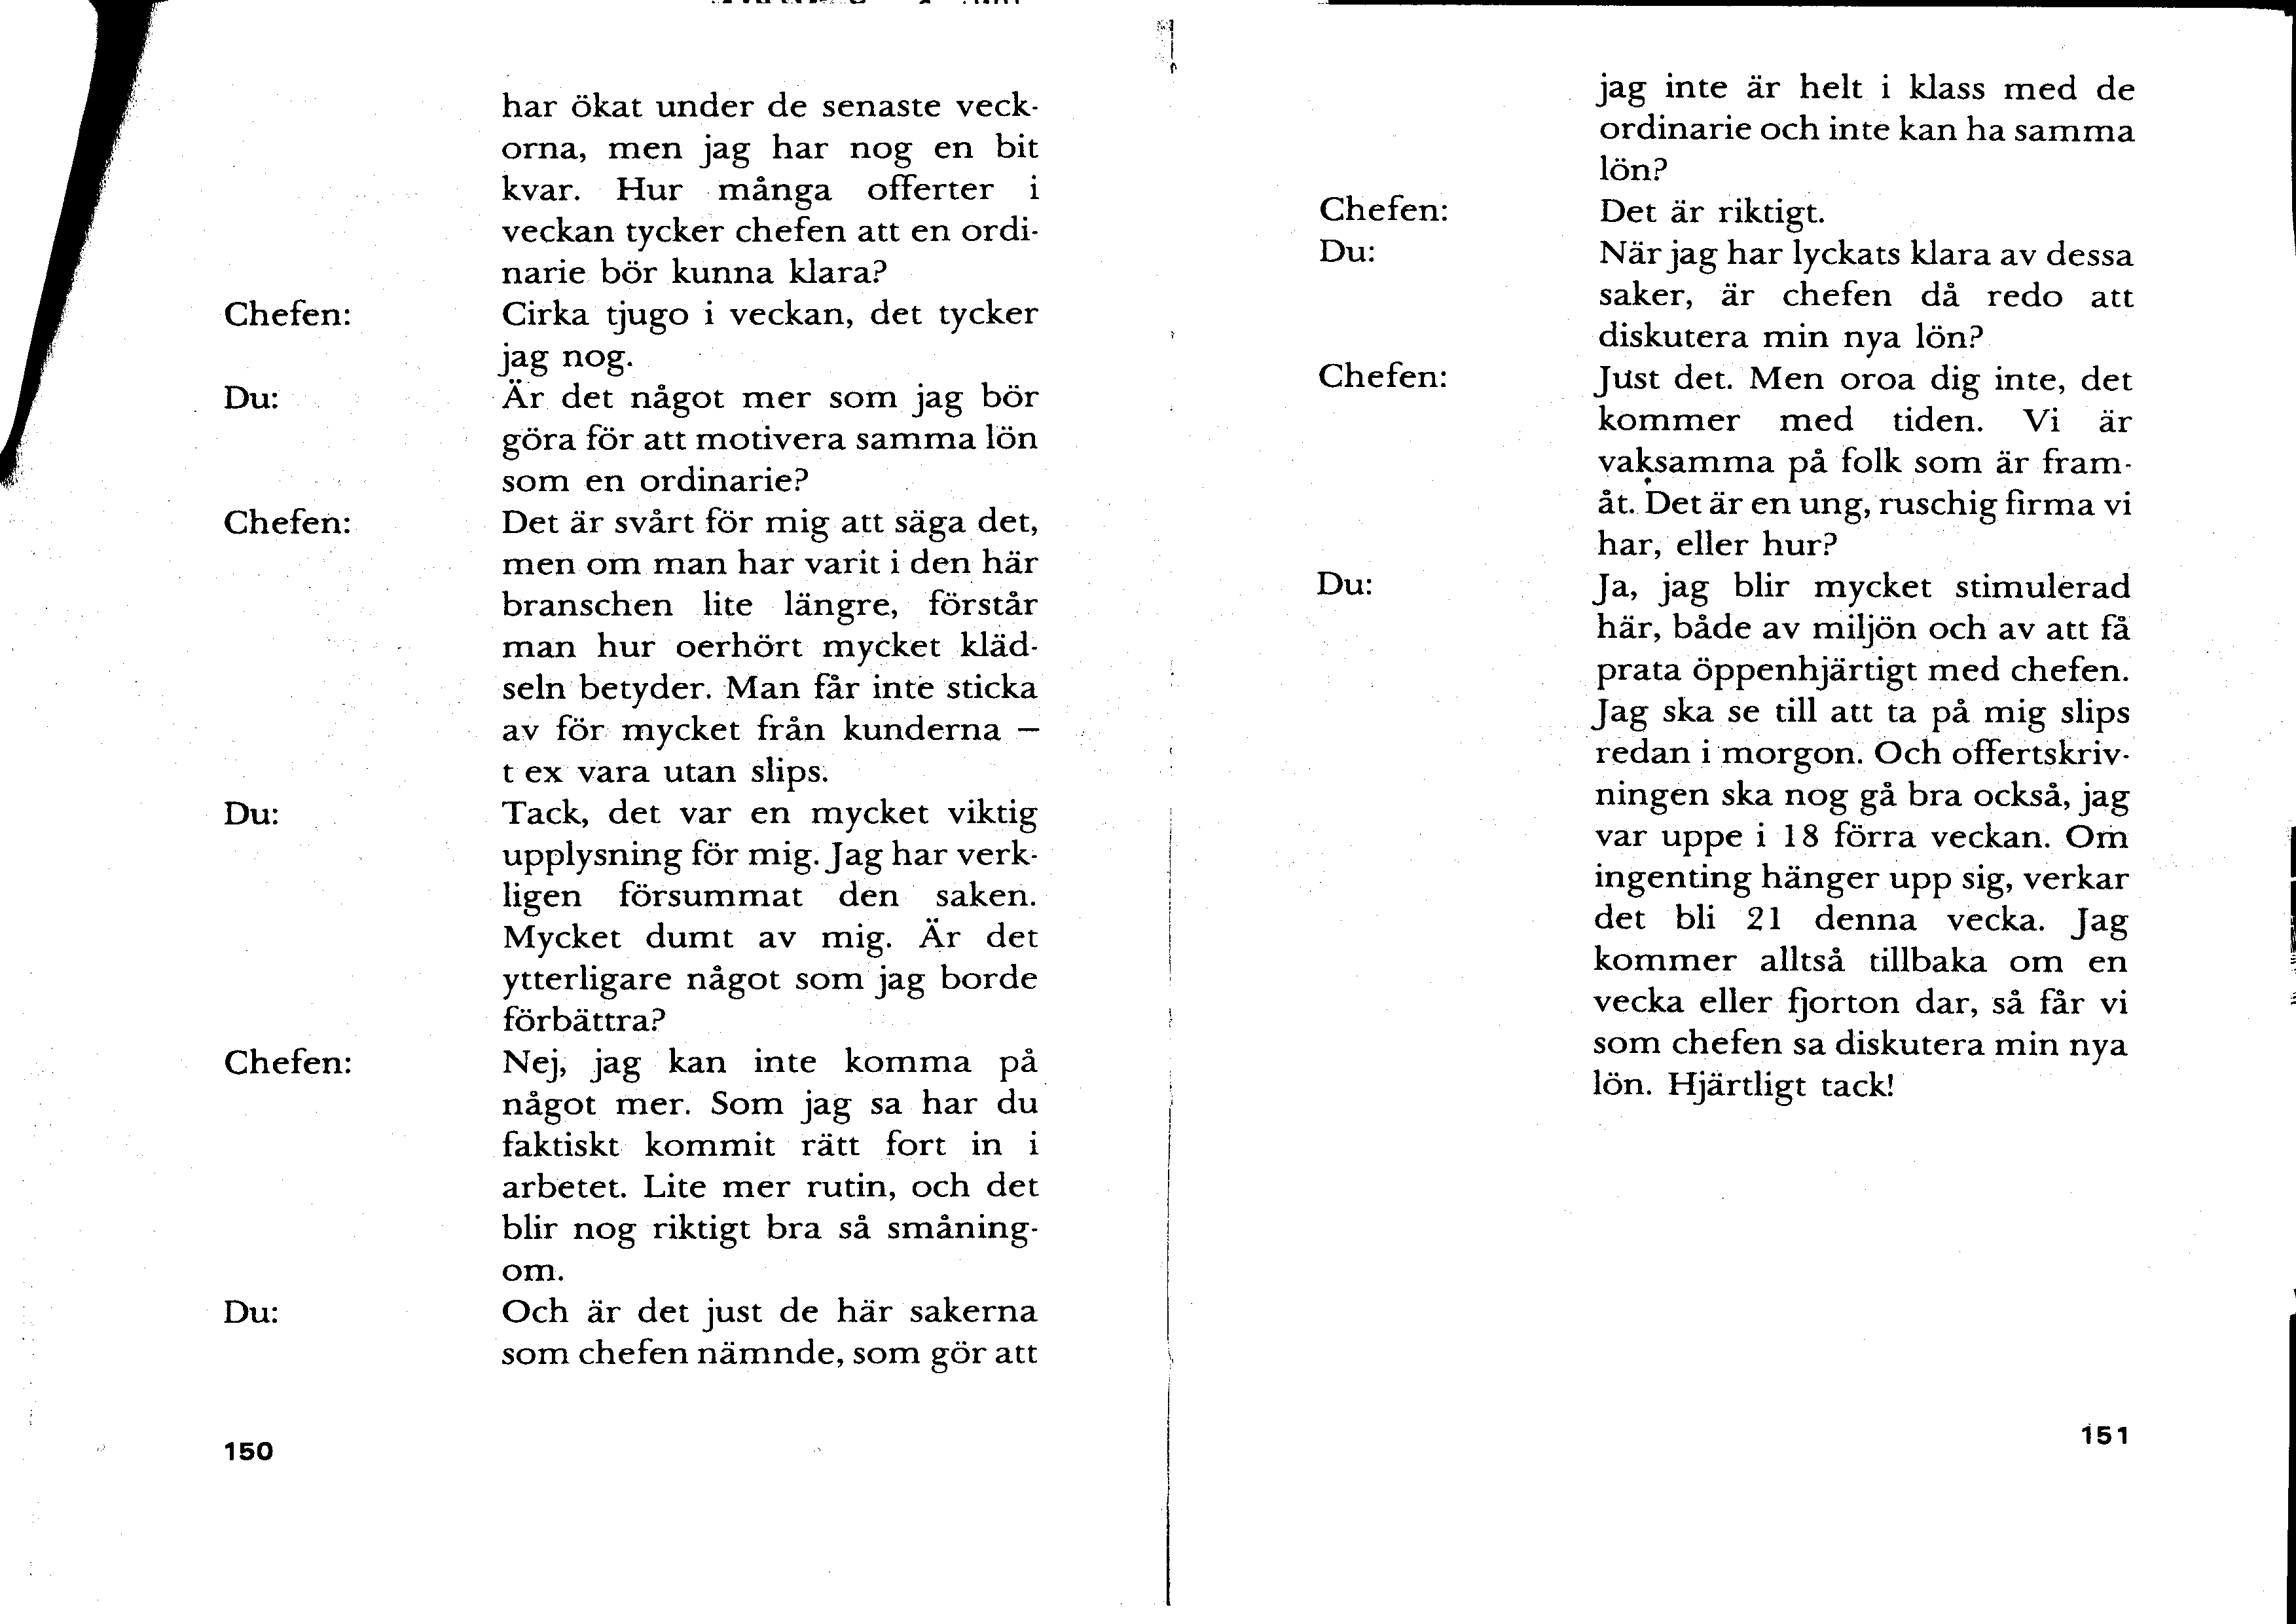 har ökat under de senaste veck-
orna, men jag har nog en bit
kvar. Hur många offerter i
veckan tycker chefen att en ordi-
narie bör kunna klara?
Chefen: Cirka tjugo i veckan, det tycker
jag nog.
Du: Är det något mer som jag bör
göra för att motivera samma lön
som en ordinarie?
Chefen: Det är svårt för mig att säga det,
men om man har varit i den här
branschen lite längre, förstår
man hur oerhört mycket kläd-
seln betyder. Man får inte sticka
av för mycket från kunderna –
t ex vara utan slips.
Du: Tack, det var en mycket viktig
upplysning för mig. Jag har verk-
ligen försummat den saken.
Mycket dumt av mig. Är det
ytterligare något som jag borde
förbättra?
Chefen: Nej, jag kan inte komma på
något mer. Som jag sa har du
faktiskt kommit rätt fort in i
arbetet. Lite mer rutin, och det
blir nog riktigt bra så småning-
om.
Du: Och är det just de här sakerna
som chefen nämnde, som gör att
150
jag inte är helt i klass med de
ordinarie och inte kan ha samma
lön?
Chefen: Det är riktigt.
Du: När jag har lyckats klara av dessa
saker, är chefen då redo att
diskutera min nya lön?
Chefen: Just det. Men oroa dig inte, det
kommer med tiden. Vi är
vaksamma på folk som är fram-
åt. Det är en ung, ruschig firma vi
har, eller hur?
Du: Ja, jag blir mycket stimulerad
här, både av miljön och av att få
prata öppenhjärtigt med chefen.
Jag ska se till att ta på mig slips
redan i morgon. Och offertskriv-
ningen ska nog gå bra också, jag
var uppe i 18 förra veckan. Om
ingenting hänger upp sig, verkar
det bli 21 denna vecka. Jag
kommer alltså tillbaka om en
vecka eller fjorton dar, så får vi
som chefen sa diskutera min nya
lön. Hjärtligt tack!
151